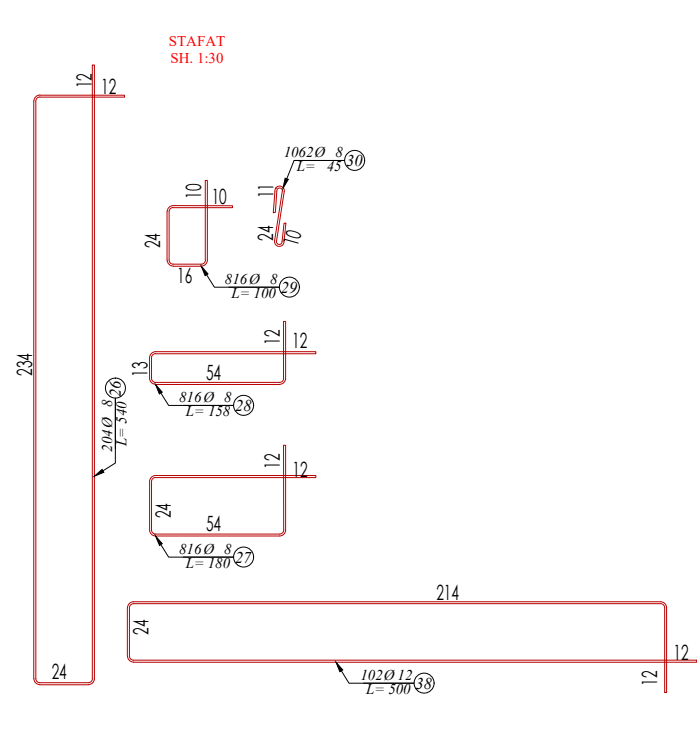 STAFAT
SH. 1:30
12
12
234
24
204Ø 8 26
L= 540
10
10
24
16
816Ø 8 29
L= 100
11
24
10
1062Ø 8 30
L= 45
12
12
13
54
816Ø 8 28
L= 158
12
12
24
54
816Ø 8 27
L= 180
214
24
12
12
102Ø 12 38
L= 500